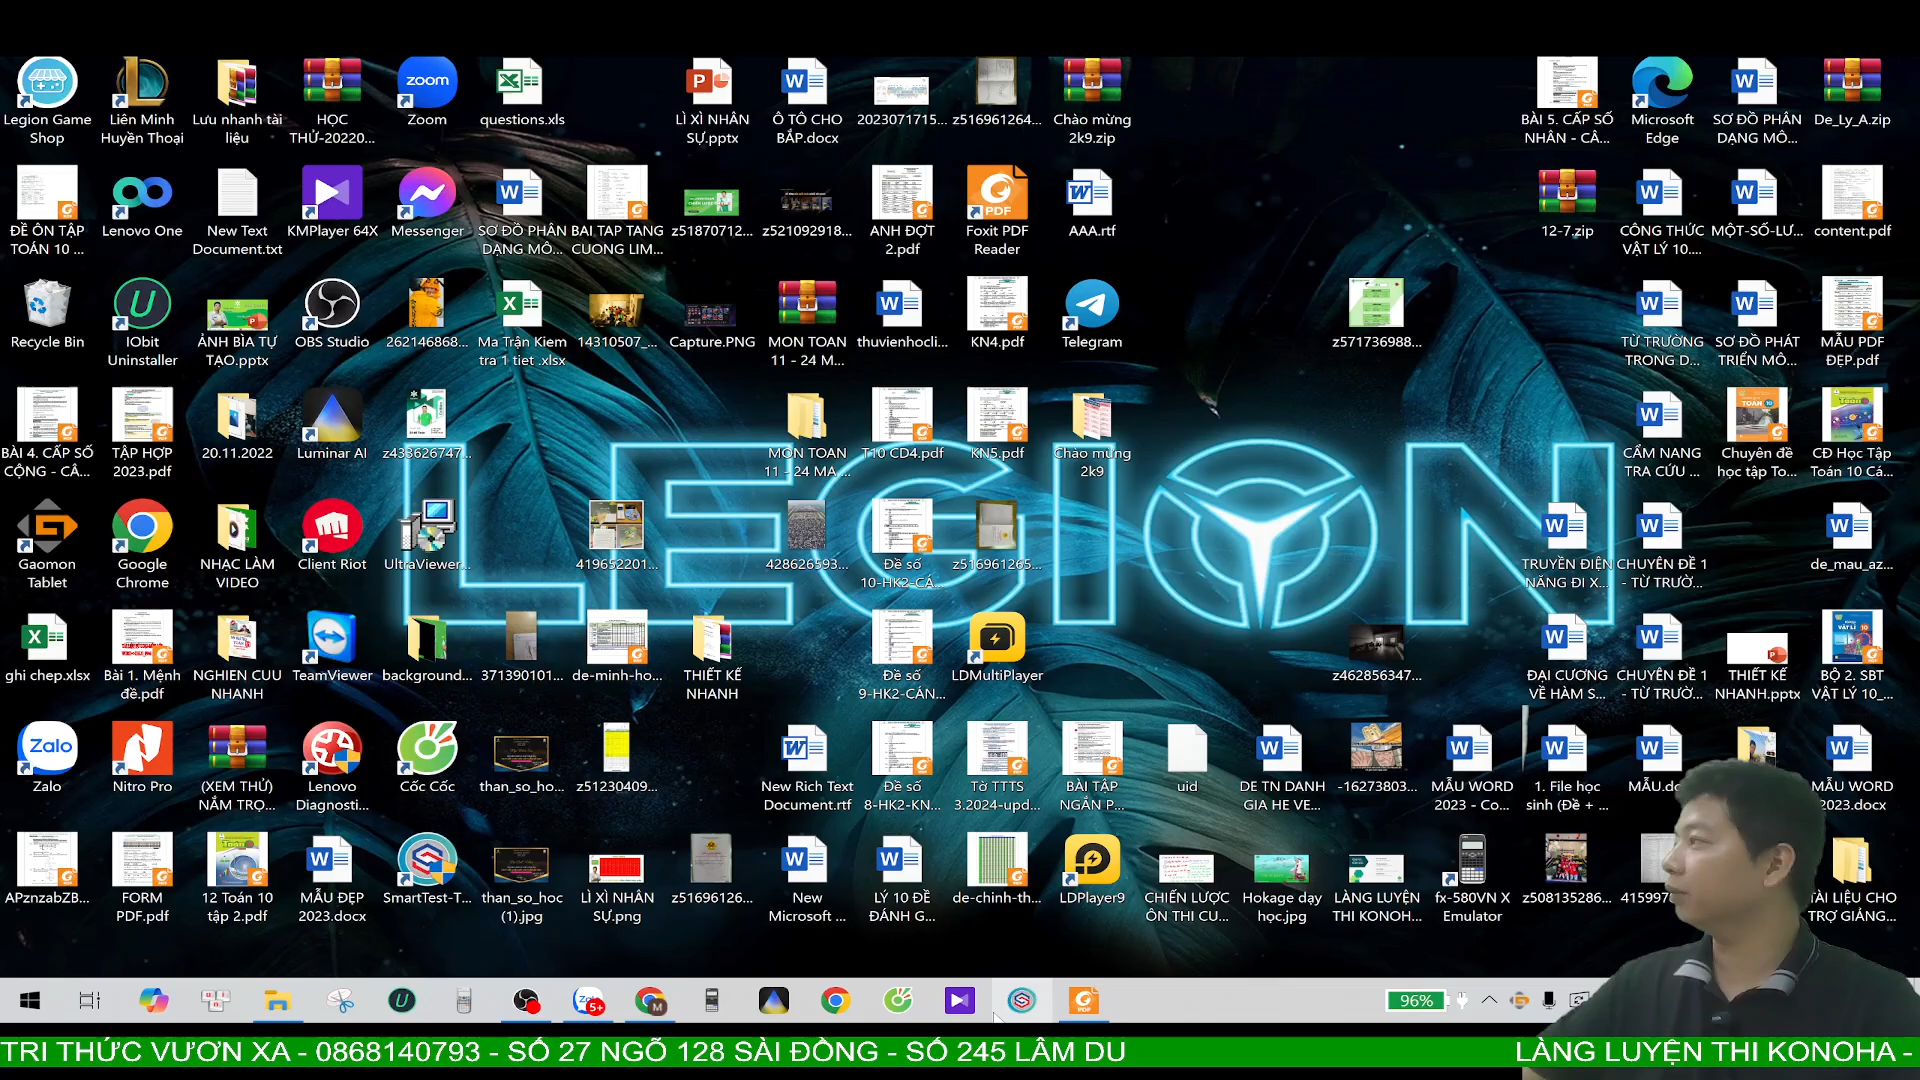 Legion Game Shop
Liên Minh Huyền Thoại
Lưu nhanh tài liệu
HỌC THỬ-20220...
Zoom
questions.xls
LÌ XÌ NHÂN SỰ.pptx
Ô TÔ CHO BẮP.docx
2023071715...
z516961264...
Chào mừng 2k9.zip
BÀI 5. CẤP SỐ NHÂN - CÂ...
Microsoft Edge
SƠ ĐỒ PHÂN DẠNG MÔ...
De_Ly_A.zip
ĐỀ ÔN TẬP TOÁN 10 ...
Lenovo One
New Text Document.txt
KMPlayer 64X
Messenger
SƠ ĐỒ PHÂN DẠNG MÔ...
BAI TAP TANG CUONG LIM...
z51870712...
z521092918...
ANH ĐỢT 2.pdf
Foxit PDF Reader
AAA.rtf
12-7.zip
CÔNG THỨC VẬT LÝ 10....
MỘT-SỐ-LƯ...
content.pdf
Recycle Bin
IObit Uninstaller
ẢNH BÌA TỰ TẠO.pptx
OBS Studio
262146868...
Ma Trận Kiem tra 1 tiet .xlsx
14310507_...
Capture.PNG
MON TOAN 11 - 24 M...
thuvienhocli...
KN4.pdf
Telegram
z571736988...
TỪ TRƯỜNG TRONG D...
SƠ ĐỒ PHÁT TRIỂN MÔ...
MẪU PDF ĐẸP.pdf
BÀI 4. CẤP SỐ CỘNG - CÂ...
TẬP HỢP 2023.pdf
20.11.2022
Luminar AI
z433626747...
MON TOAN 11 - 24 MA...
T10 CD4.pdf
KN5.pdf
Chào mừng 2k9
CẨM NANG TRA CỨU ...
Chuyên đề học tập To...
CĐ Học Tập Toán 10 Cá...
LEGION
Gaomon Tablet
Google Chrome
NHẠC LÀM VIDEO
Client Riot
UltraViewer
419652201...
428626593...
Đề số 10-HK2-CÁ...
z516961265...
TRUYỀN ĐIỆN NĂNG ĐI X...
CHUYÊN ĐỀ 1 - TỪ TRƯỜ...
de_mau_az...
ghi chep.xlsx
Bài 1. Mệnh đề.pdf
NGHIEN CUU NHANH
TeamViewer
background...
371390101...
de-minh-ho...
THIẾT KẾ NHANH
Đề số 9-HK2-CÁN...
LDMultiPlayer
z462856347...
ĐẠI CƯƠNG VỀ HÀM S...
CHUYÊN ĐỀ 1 - TỪ TRƯỜ...
THIẾT KẾ NHANH.pptx
BỘ 2. SBT VẬT LÝ 10_...
Zalo
Nitro Pro
(XEM THỬ) NẮM TRỌ...
Lenovo Diagnosti...
Cốc Cốc
than_so_ho...
z51230409...
New Rich Text Document.rtf
Đề số 8-HK2-KN...
Tờ TTTS 3.2024-upd...
BÀI TẬP NGẮN P...
uid
DE TN DANH GIA HE VE...
-16273803...
MẪU WORD 2023 - Co...
1. File học sinh (Đề + ...
MẪU.do
MẪU WORD 2023.docx
APznzabZB...
FORM PDF.pdf
12 Toán 10 tập 2.pdf
MẪU ĐẸP 2023.docx
SmartTest-T...
than_so_hoc (1).jpg
LÌ XÌ NHÂN SỰ.png
z51696126...
New Microsoft ...
LÝ 10 ĐỀ ĐÁNH G...
de-chinh-th...
LDPlayer9
CHIẾN LƯỢC ÔN THI CU...
Hokage dạy học.jpg
LÀNG LUYỆN THI KONOH...
fx-580VN X Emulator
z508135286...
415997
TÀI LIỆU CHO TRỢ GIẢNG...
96%
TRI THỨC VƯƠN XA - 0868140793 - SỐ 27 NGÕ 128 SÀI ĐỒNG - SỐ 245 LÂM DU
LÀNG LUYỆN THI KONOHA -